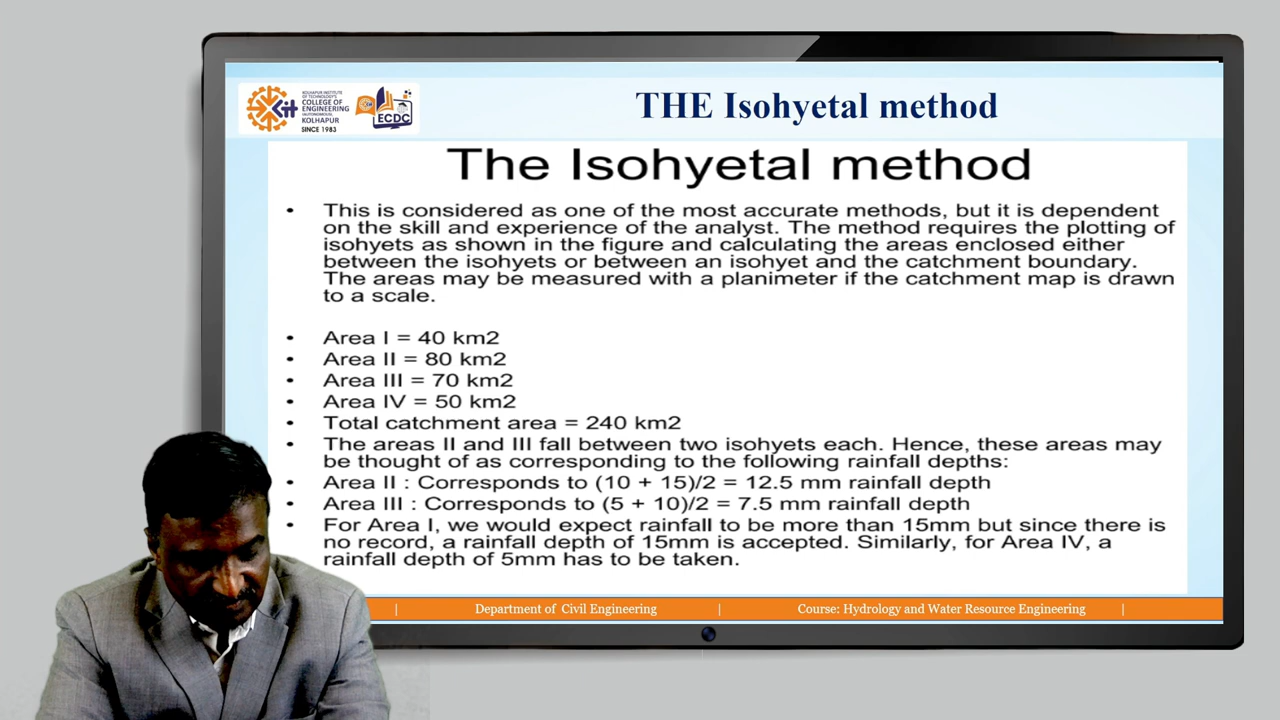 KOLHAPUR INSTITUTE
OF TECHNOLOGY'S
COLLEGE OF
ENGINEERING
(AUTONOMOUS),
KOLHAPUR
SINCE 1983
ECDC
THE Isohyetal method
The Isohyetal method
• This is considered as one of the most accurate methods, but it is dependent
on the skill and experience of the analyst. The method requires the plotting of
isohyets as shown in the figure and calculating the areas enclosed either
between the isohyets or between an isohyet and the catchment boundary.
The areas may be measured with a planimeter if the catchment map is drawn
to a scale.
• Area I = 40 km2
• Area II = 80 km2
• Area III = 70 km2
• Area IV = 50 km2
• Total catchment area = 240 km2
• The areas II and III fall between two isohyets each. Hence, these areas may
be thought of as corresponding to the following rainfall depths:
• Area II : Corresponds to (10 + 15)/2 = 12.5 mm rainfall depth
• Area III : Corresponds to (5 + 10)/2 = 7.5 mm rainfall depth
• For Area I, we would expect rainfall to be more than 15mm but since there is
no record, a rainfall depth of 15mm is accepted. Similarly, for Area IV, a
rainfall depth of 5mm has to be taken.
| Department of Civil Engineering | Course: Hydrology and Water Resource Engineering |